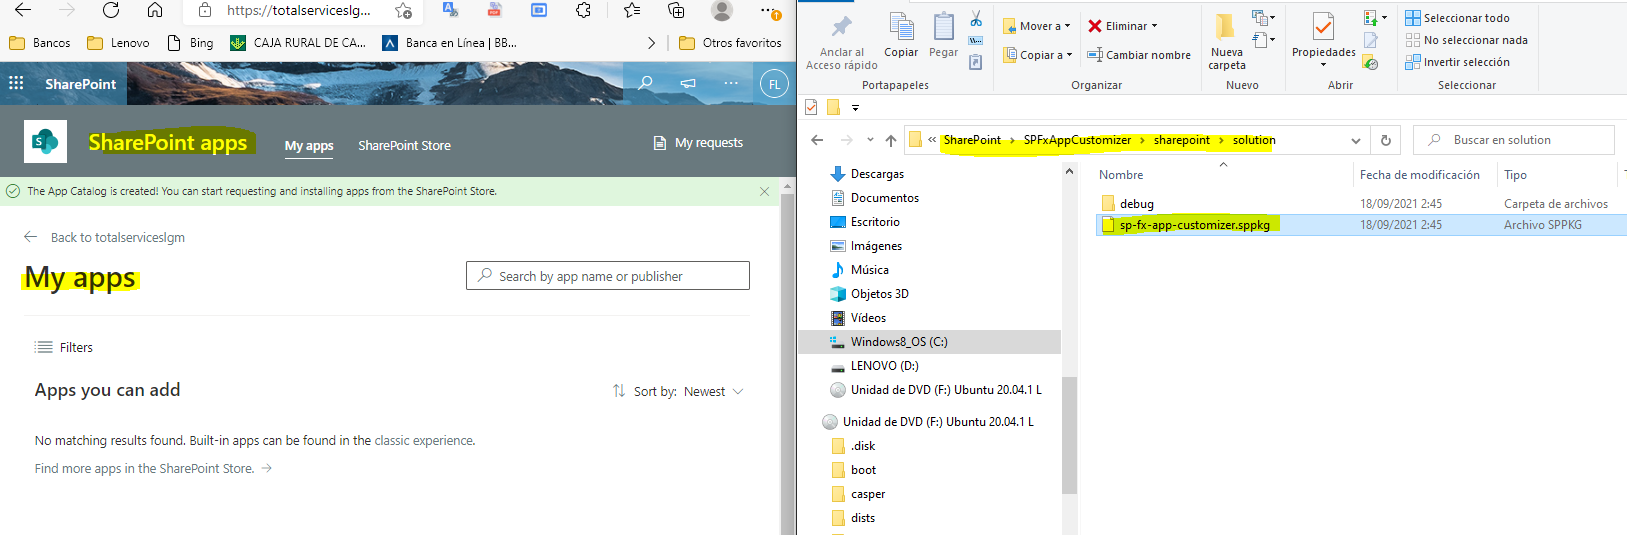 https://totalserviceslgm...
Bancos
Lenovo
Bing
CAJA RURAL DE CA...
Banca en Línea | BB...
Otros favoritos
SharePoint
FL
SharePoint apps
My apps
SharePoint Store
My requests
The App Catalog is created! You can start requesting and installing apps from the SharePoint Store.
Back to totalserviceslgm
My apps
Search by app name or publisher
Filters
Apps you can add
Sort by: Newest
No matching results found. Built-in apps can be found in the classic experience.
Find more apps in the SharePoint Store.
Anclar al
Acceso rápido
Copiar
Pegar
Portapapeles
Mover a
Copiar a
Eliminar
Cambiar nombre
Organizar
Nueva
carpeta
Nuevo
Propiedades
Abrir
Seleccionar todo
No seleccionar nada
Invertir selección
Seleccionar
« SharePoint > SPFxAppCustomizer > sharepoint > solution
Buscar en solution
Descargas
Documentos
Escritorio
Imágenes
Música
Objetos 3D
Vídeos
Windows8_OS (C:)
LENOVO (D:)
Unidad de DVD (F:) Ubuntu 20.04.1 L
Unidad de DVD (F:) Ubuntu 20.04.1 L
.disk
boot
casper
dists
Nombre Fecha de modificación Tipo T
debug 18/09/2021 2:45 Carpeta de archivos
sp-fx-app-customizer.sppkg 18/09/2021 2:45 Archivo SPPKG